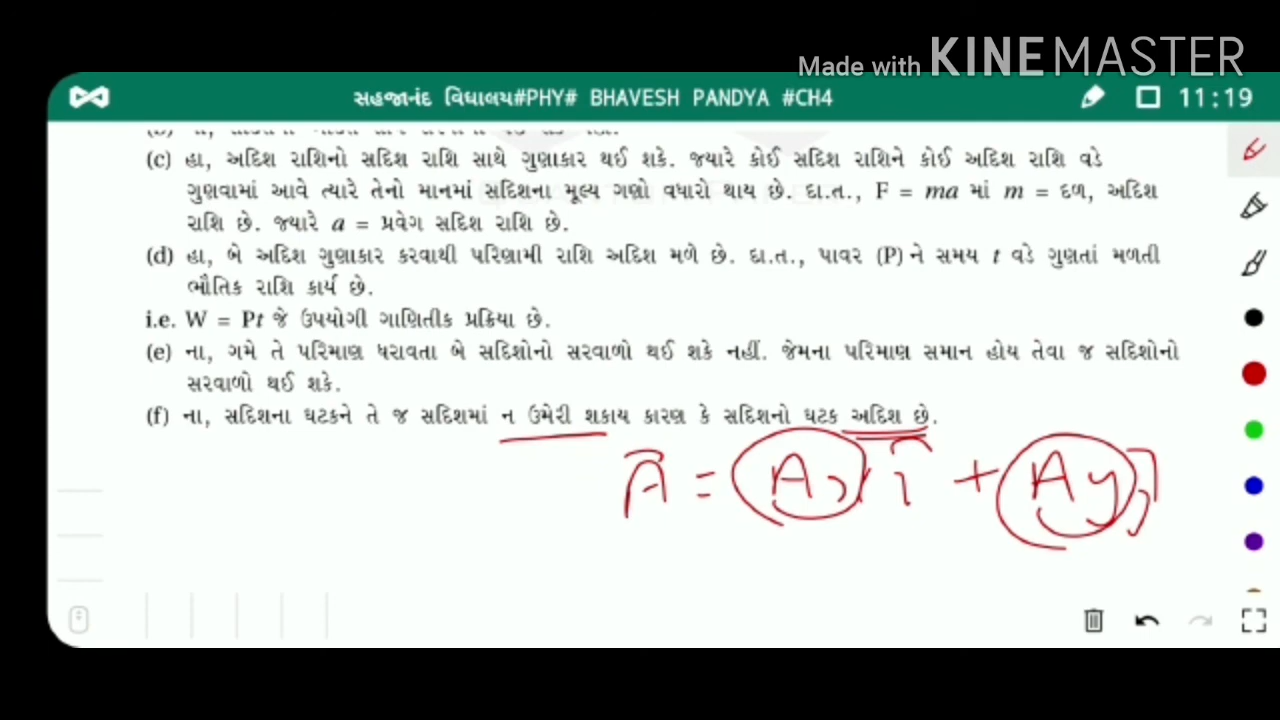 Made with KINEMASTER
સહજાનંદ વિધાલય#PHY# BHAVESH PANDYA #CH4 11:19
(c) હા, અદિશ રાશિનો સદિશ રાશિ સાથે ગુણાકાર થઈ શકે. જ્યારે કોઈ સદિશ રાશિને કોઈ અદિશ રાશિ વડે
ગુણવામાં આવે ત્યારે તેનો માનમાં સદિશના મૂલ્ય ગણો વધારો થાય છે. દા.ત., F = ma માં m = દળ, અદિશ
રાશિ છે. જ્યારે a = પ્રવેગ સદિશ રાશિ છે.
(d) હા, બે અદિશ ગુણાકાર કરવાથી પરિણામી રાશિ અદિશ મળે છે. દા.ત., પાવર (P) ને સમય t વડે ગુણતાં મળતી
ભૌતિક રાશિ કાર્ય છે.
i.e. W = Pt જે ઉપયોગી ગાણિતીક પ્રક્રિયા છે.
(e) ના, ગમે તે પરિમાણ ધરાવતા બે સદિશોનો સરવાળો થઈ શકે નહીં. જેમના પરિમાણ સમાન હોય તેવા જ સદિશોનો
સરવાળો થઈ શકે.
(f) ના, સદિશના ઘટકને તે જ સદિશમાં ન ઉમેરી શકાય કારણ કે સદિશનો ઘટક અદિશ છે.
A = Ax i + Ay j